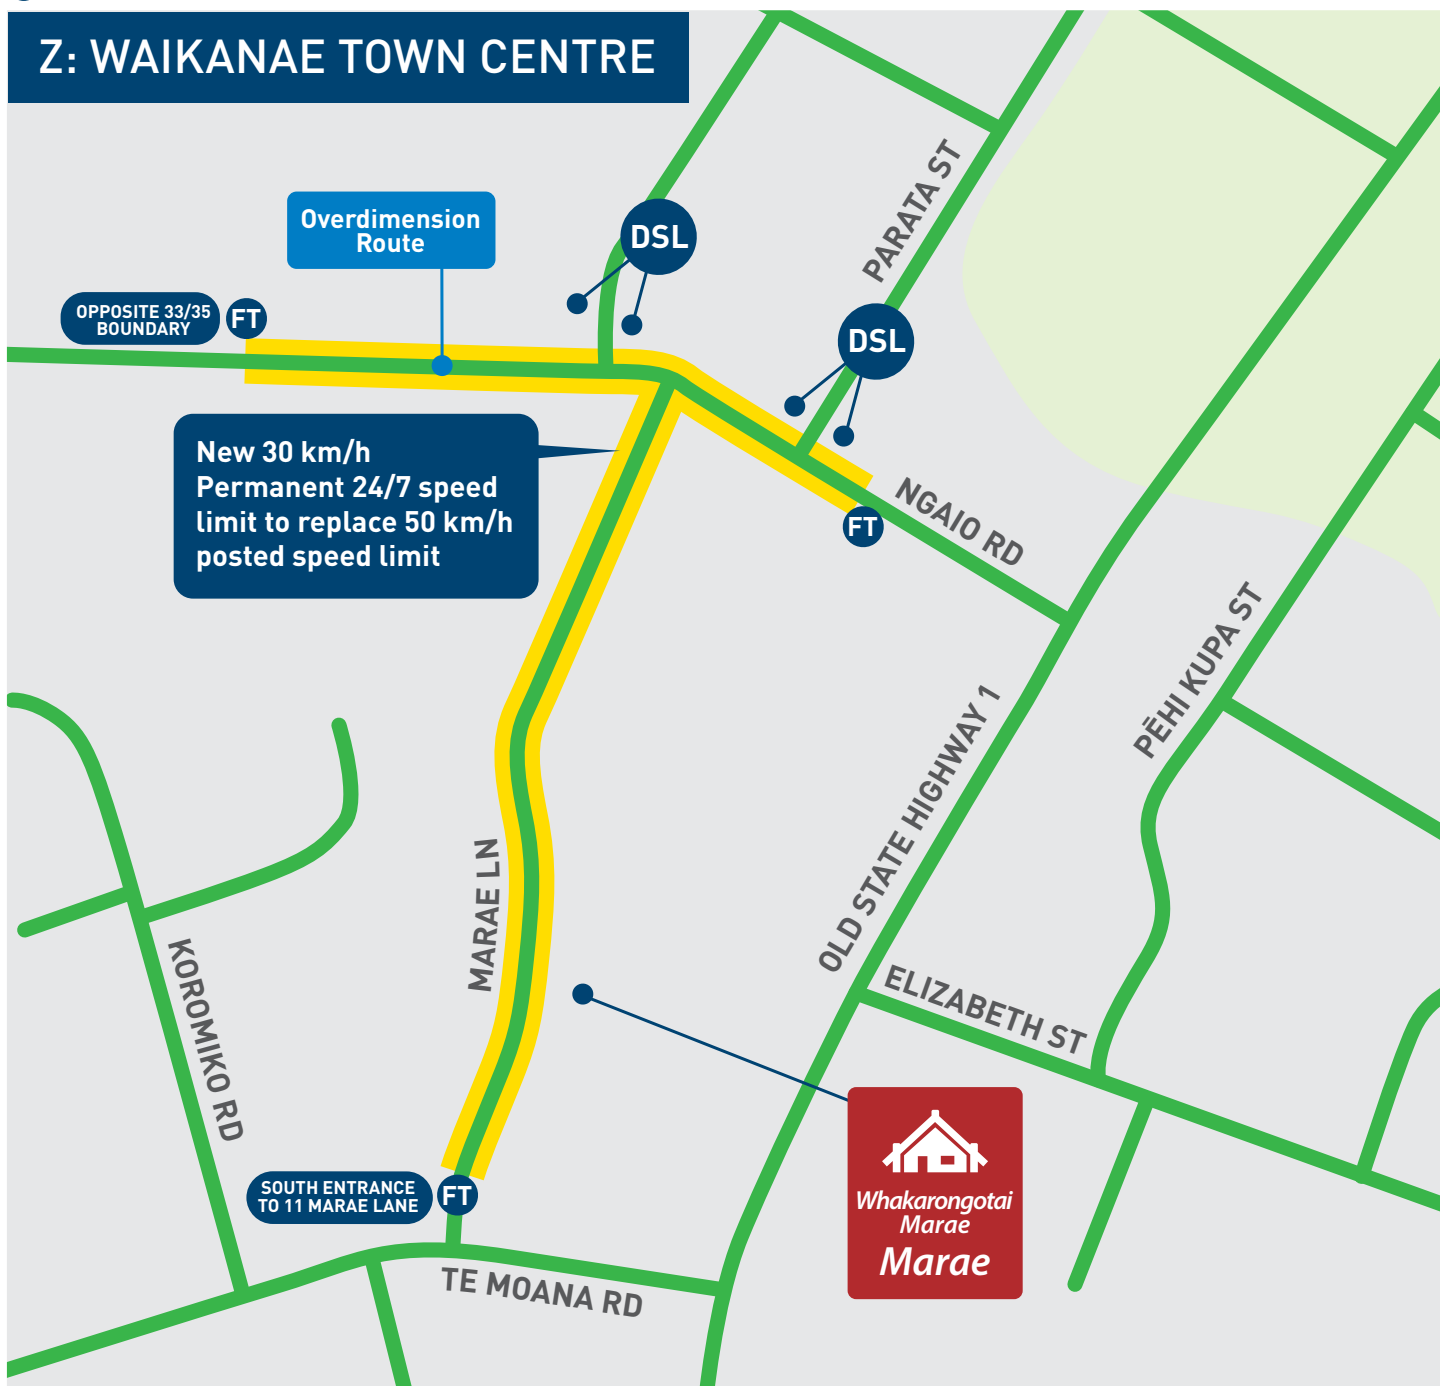 Z: WAIKANAE TOWN CENTRE
PARATA ST
Overdimension
Route
DSL
OPPOSITE 33/35
BOUNDARY
FT
DSL
New 30 km/h
Permanent 24/7 speed
limit to replace 50 km/h
posted speed limit
NGAIO RD
FT
PĒHI KUPA ST
OLD STATE HIGHWAY 1
MARAE LN
KOROMIKO RD
ELIZABETH ST
SOUTH ENTRANCE
TO 11 MARAE LANE
FT
Whakarongotai
Marae
Marae
TE MOANA RD